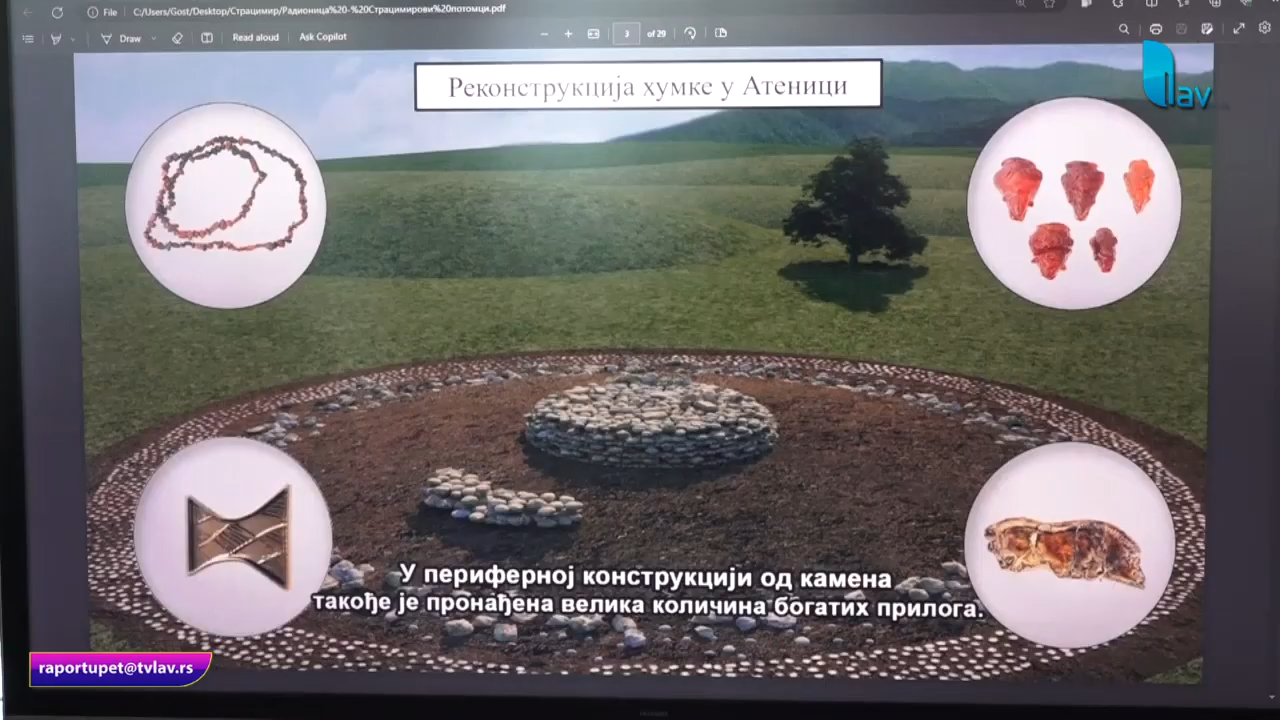 File
C:/Users/Gost/Desktop/Страцимир/Радионица%20-%20Страцимирови%20потомци.pdf
Draw
Read aloud
Ask Copilot
3 of 29
Реконструкција хумке у Атеници
lav
У периферној конструкцији од камена
такође је пронађена велика количина богатих прилога.
raportupet@tvlav.rs